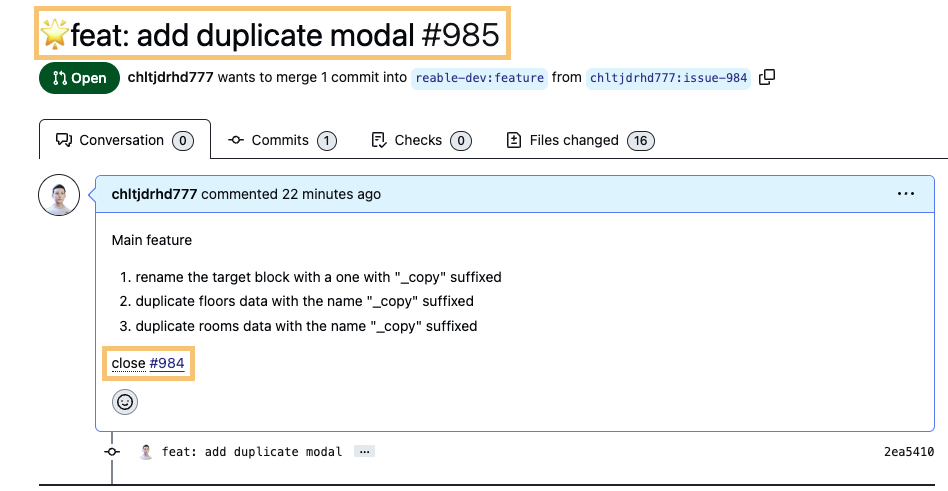 🌟feat: add duplicate modal #985
Open chltjdrhd777 wants to merge 1 commit into reable-dev:feature from chltjdrhd777:issue-984
Conversation 0 Commits 1 Checks 0 Files changed 16
chltjdrhd777 commented 22 minutes ago ...
Main feature
1. rename the target block with a one with "_copy" suffixed
2. duplicate floors data with the name "_copy" suffixed
3. duplicate rooms data with the name "_copy" suffixed
close #984
feat: add duplicate modal ... 2ea5410